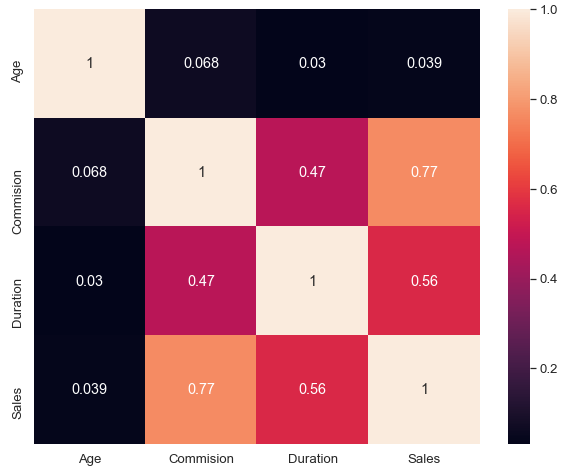 Age 1 0.068 0.03 0.039
Commision 0.068 1 0.47 0.77
Duration 0.03 0.47 1 0.56
Sales 0.039 0.77 0.56 1
Age Commision Duration Sales
1.0
0.8
0.6
0.4
0.2